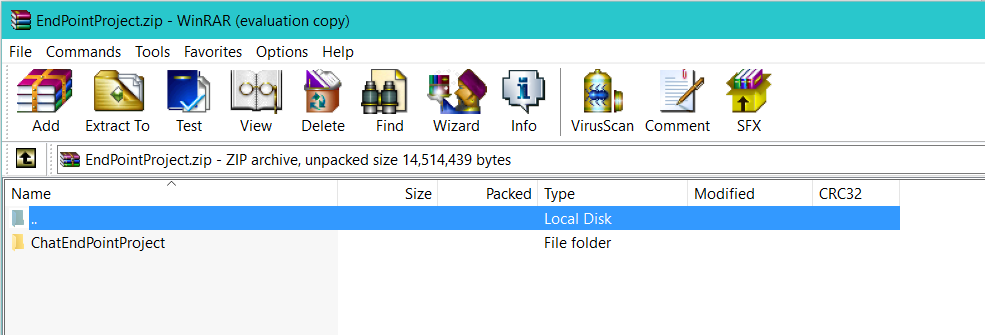 EndPointProject.zip - WinRAR (evaluation copy)
File Commands Tools Favorites Options Help
Add Extract To Test View Delete Find Wizard Info VirusScan Comment SFX
EndPointProject.zip - ZIP archive, unpacked size 14,514,439 bytes
Name Size Packed Type Modified CRC32
.. Local Disk
ChatEndPointProject File folder